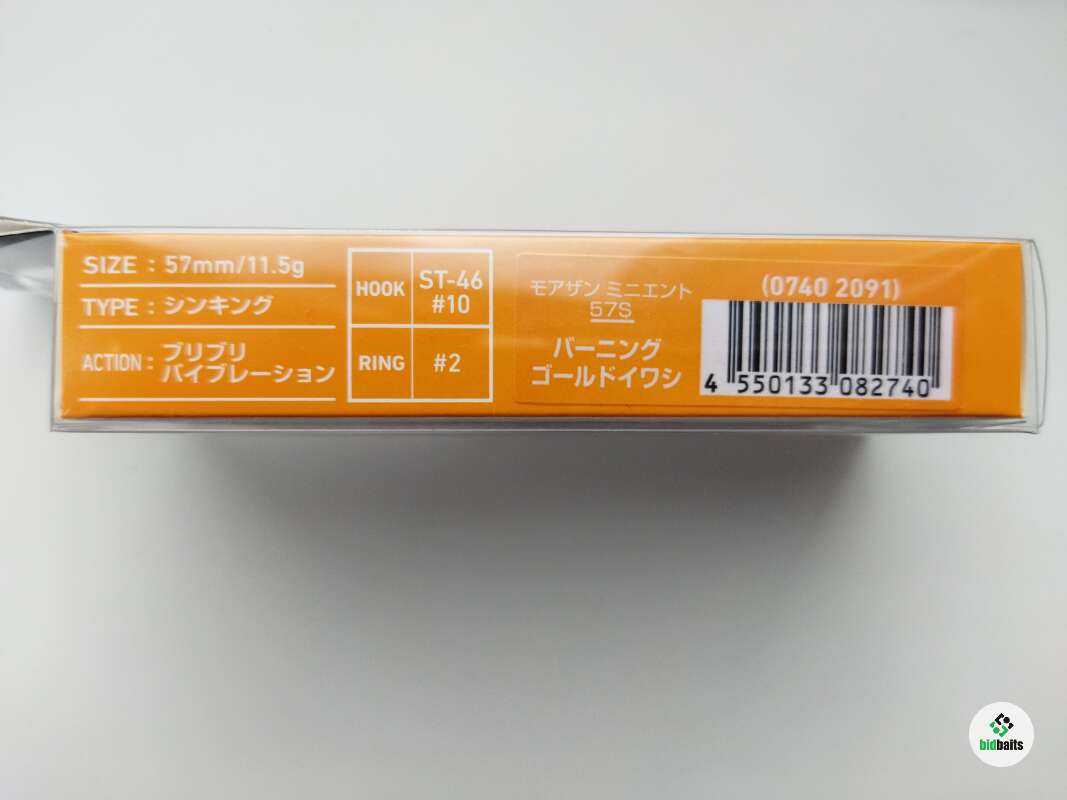 SIZE : 57mm/11.5g
TYPE : シンキング
ACTION : ブリブリ
バイブレーション
HOOK
ST-46
#10
RING
#2
モアザン ミニエント
57S
バーニング
ゴールドイワシ
(0740 2091)
4 550133 082740
bidbaits